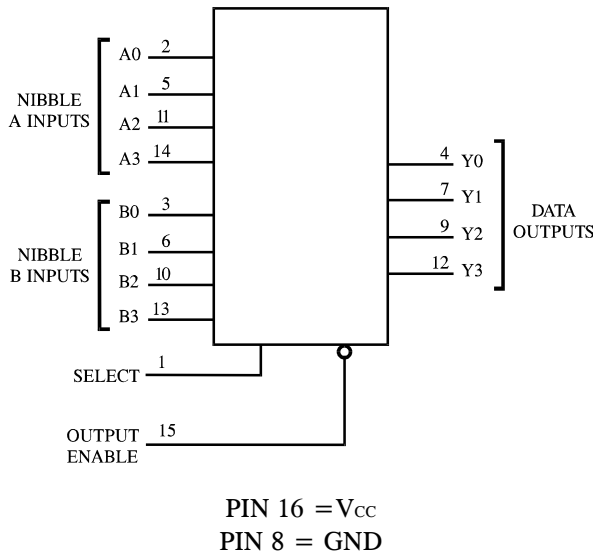 NIBBLE
A INPUTS
A0 2
A1 5
A2 11
A3 14
NIBBLE
B INPUTS
B0 3
B1 6
B2 10
B3 13
4 Y0
7 Y1
9 Y2
12 Y3
DATA
OUTPUTS
SELECT 1
OUTPUT
ENABLE
15
PIN 16 =VCC
PIN 8 = GND